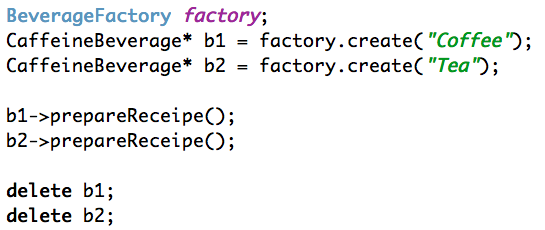 BeverageFactory factory;
CaffeineBeverage* b1 = factory.create("Coffee");
CaffeineBeverage* b2 = factory.create("Tea");
b1->prepareReceipe();
b2->prepareReceipe();
delete b1;
delete b2;